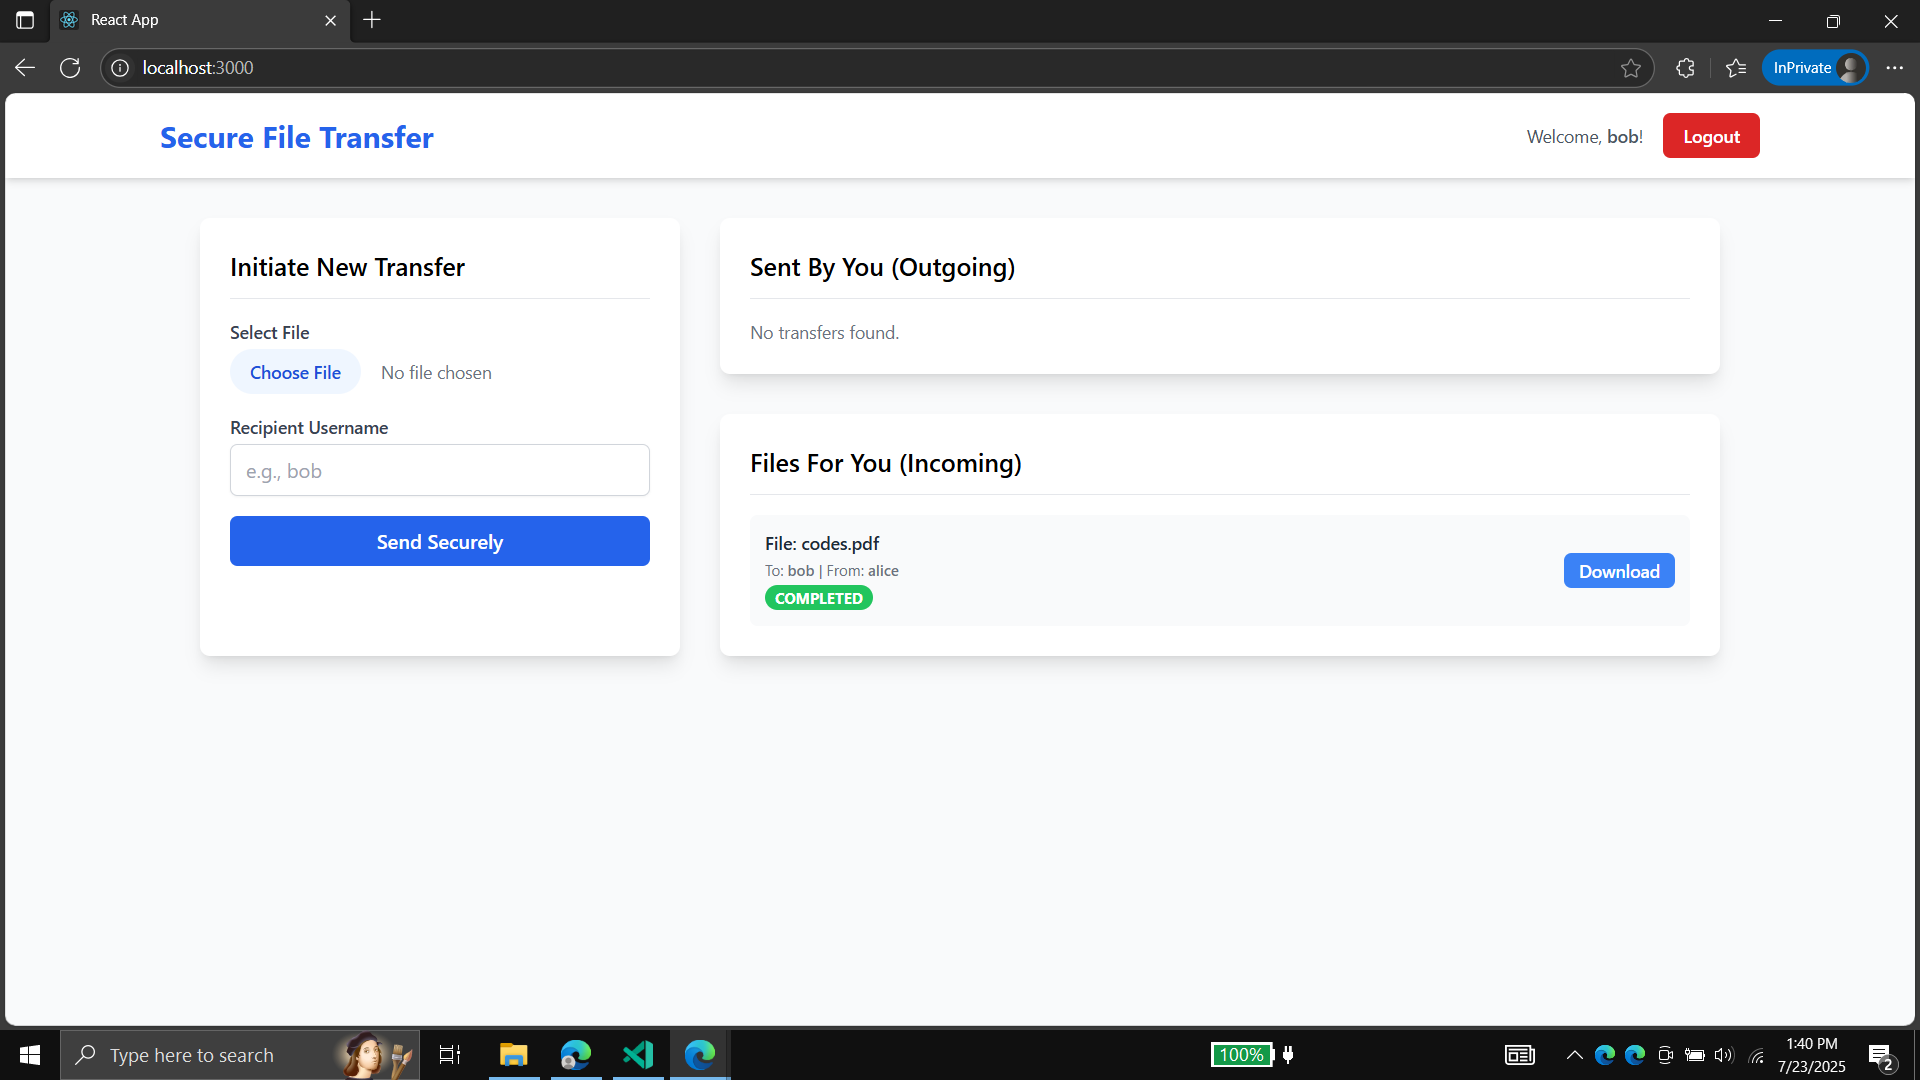 React App
localhost:3000
InPrivate
Secure File Transfer
Welcome, bob!
Logout
Initiate New Transfer
Select File
Choose File
No file chosen
Recipient Username
e.g., bob
Send Securely
Sent By You (Outgoing)
No transfers found.
Files For You (Incoming)
File: codes.pdf
To: bob | From: alice
COMPLETED
Download
Type here to search
100%
1:40 PM
7/23/2025
2